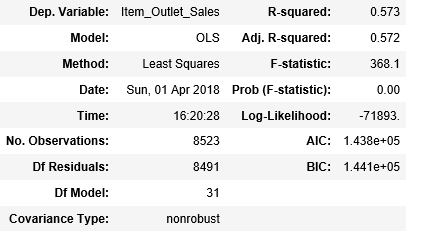 Dep. Variable: Item_Outlet_Sales R-squared: 0.573
Model: OLS Adj. R-squared: 0.572
Method: Least Squares F-statistic: 368.1
Date: Sun, 01 Apr 2018 Prob (F-statistic): 0.00
Time: 16:20:28 Log-Likelihood: -71893.
No. Observations: 8523 AIC: 1.438e+05
Df Residuals: 8491 BIC: 1.441e+05
Df Model: 31
Covariance Type: nonrobust